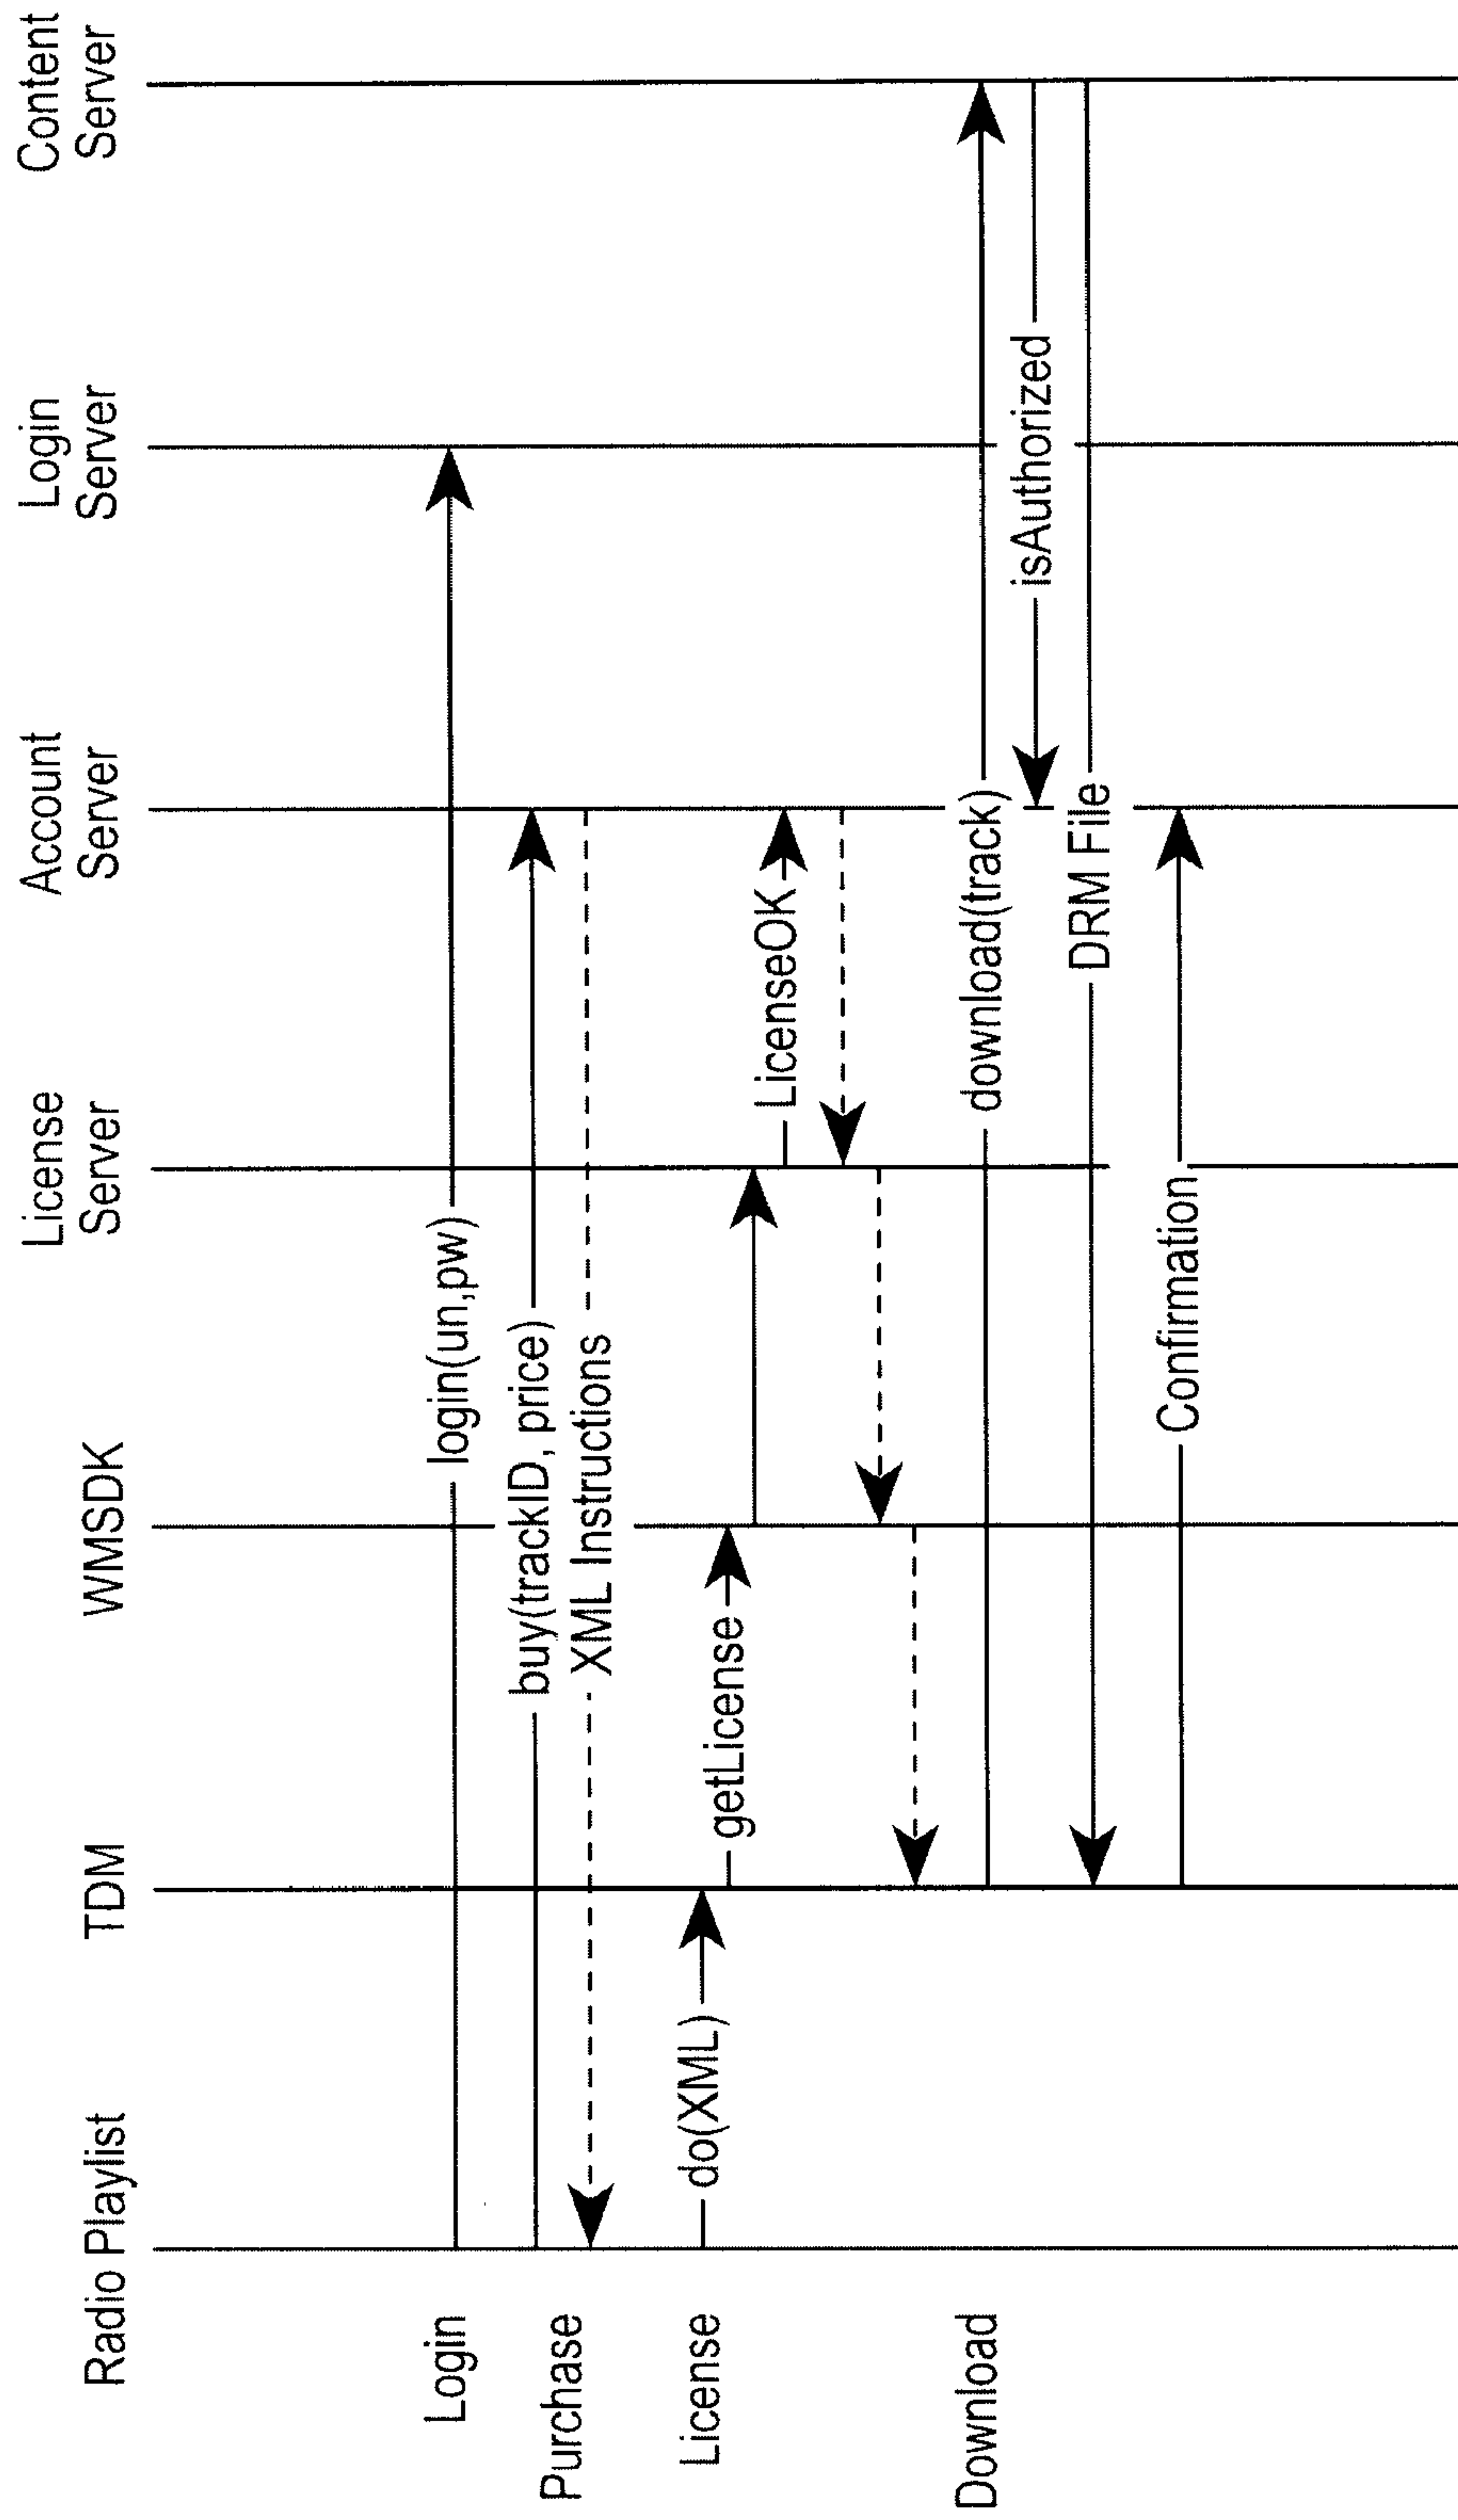 Radio Playlist
TDM
WMSDK
License
Server
Account
Server
Login
Server
Content
Server
Login
login(un,pw)
Purchase
buy(trackID, price)
XML Instructions
License
do(XML)
getLicense
LicenseOK
Download
download(track)
isAuthorized
DRM File
Confirmation